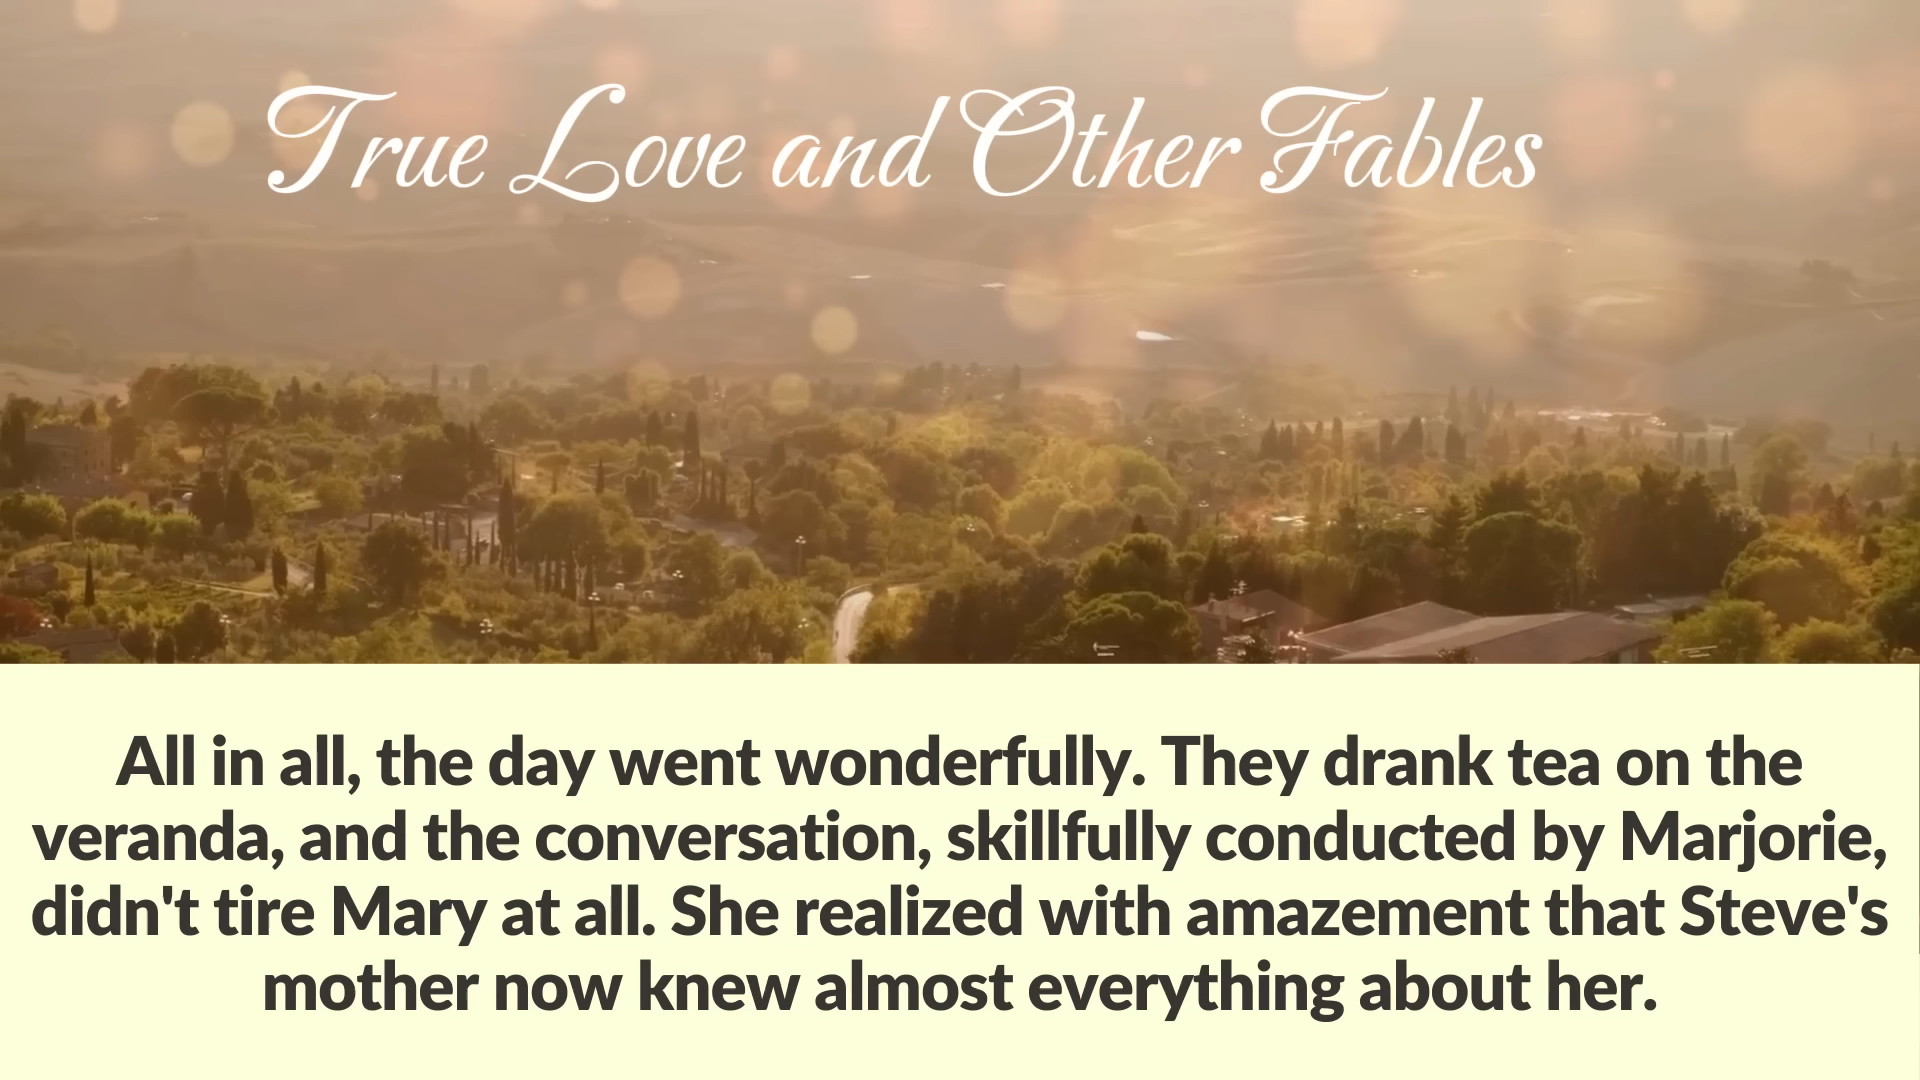 True Love and Other Fables
All in all, the day went wonderfully. They drank tea on the
veranda, and the conversation, skillfully conducted by Marjorie,
didn't tire Mary at all. She realized with amazement that Steve's
mother now knew almost everything about her.